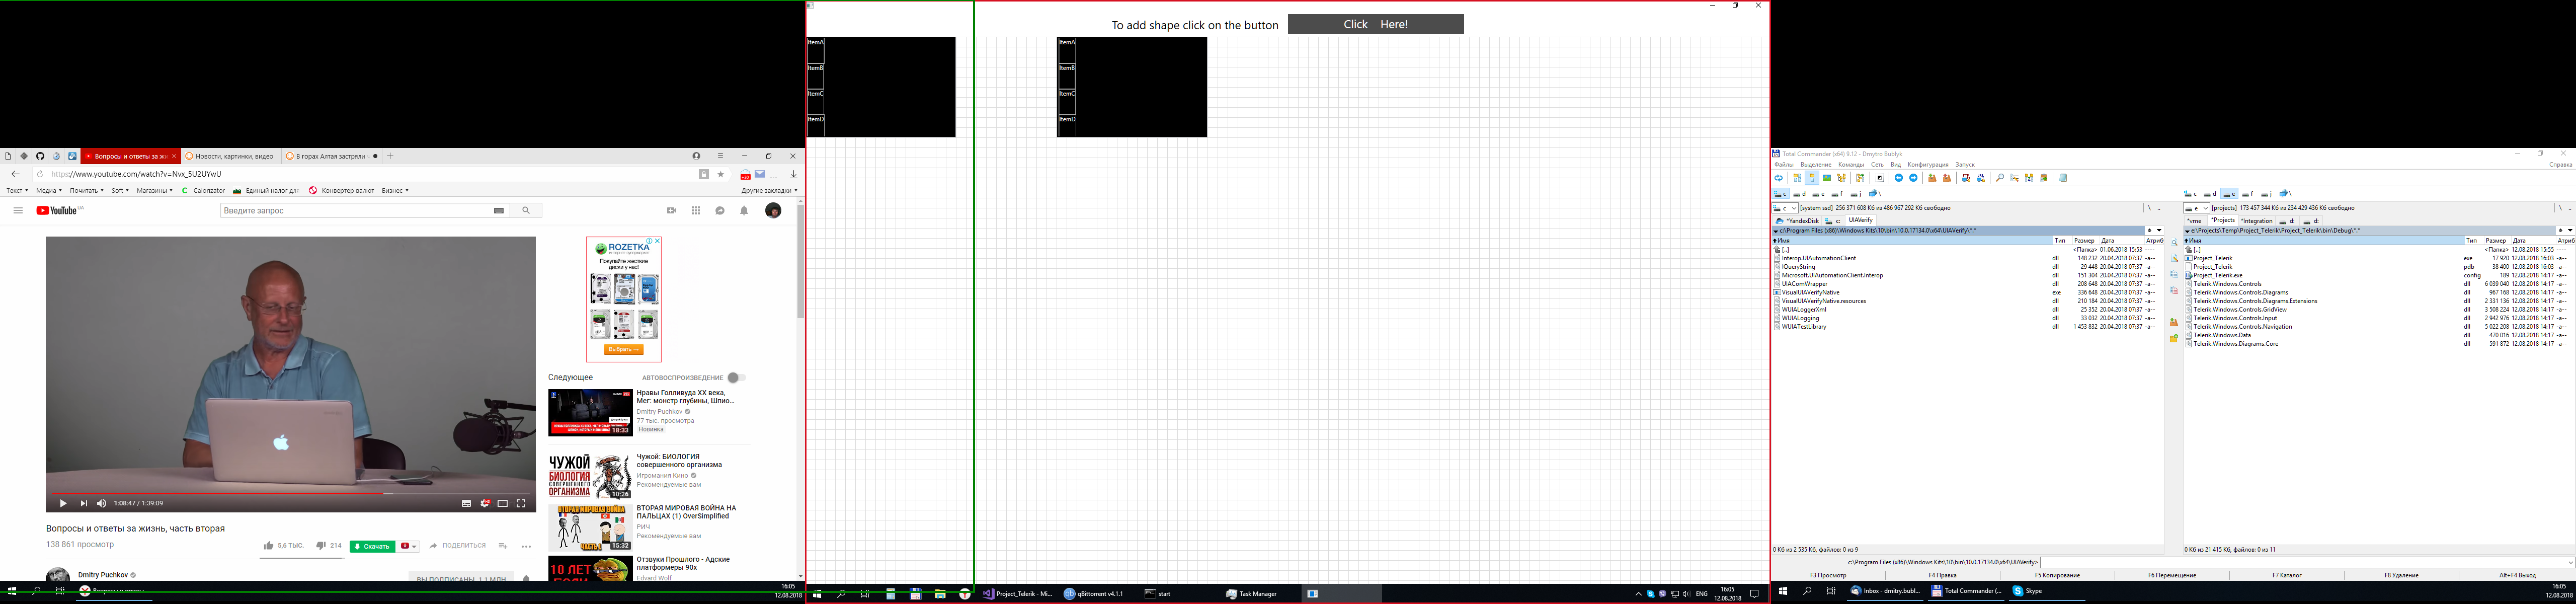 Вопросы и ответы за жи
Новости, картинки, видео
В горах Алтая застряли
https://www.youtube.com/watch?v=Nvx_5U2UYwU
Текст
Медиа
Почитать
Soft
Магазины
Calorizator
Единый налог для
Конвертер валют
Бизнес
Другие закладки
YouTube UA
Введите запрос
ROZETKA
Покупайте жесткие
диски у нас!
Выбрать
Следующее
АВТОВОСПРОИЗВЕДЕНИЕ
Нравы Голливуда XX века,
Мег: монстр глубины, Шпио...
Dmitry Puchkov
77 тыс. просмотра
Новинка
18:33
ЧУЖОЙ
БИОЛОГИЯ
СОВЕРШЕННОГО
ОРГАНИЗМА
10:26
Чужой: БИОЛОГИЯ
совершенного организма
Игромания Кино
Рекомендуемые вам
ВТОРАЯ МИРОВАЯ ВОЙНА
ЧАСТЬ 1
15:32
ВТОРАЯ МИРОВАЯ ВОЙНА НА
ПАЛЬЦАХ (1) OverSimplified
РИЧ
Рекомендуемые вам
10 ЛЕТ
Отзвуки Прошлого - Адские
платформеры 90х
Edvard Wolf
1:08:47 / 1:39:09
Вопросы и ответы за жизнь, часть вторая
138 861 просмотр
5,6 ТЫС.
214
Скачать
ПОДЕЛИТЬСЯ
Dmitry Puchkov
ВЫ ПОДПИСАНЫ 1,1 МЛН
16:05
12.08.2018
To add shape click on the button
Click Here!
ItemA
ItemB
ItemC
ItemD
ItemA
ItemB
ItemC
ItemD
Project_Telerik - Mi...
qBittorrent v4.1.1
start
Task Manager
ENG
16:05
12.08.2018
Total Commander (x64) 9.12 - Dmytro Bublyk
Файлы Выделение Команды Сеть Вид Конфигурация Запуск
Справка
c d e f j \
c d e f j \
c [system ssd] 256 371 608 Кб из 486 967 292 Кб свободно \ ..
e [projects] 173 457 344 Кб из 234 429 436 Кб свободно \ ..
*YandexDisk c: UIAVerify
*vme *Projects *Integration d: d:
c:\Program Files (x86)\Windows Kits\10\bin\10.0.17134.0\x64\UIAVerify\*.*
e:\Projects\Temp\Project_Telerik\Project_Telerik\bin\Debug\*.*
Имя Тип Размер Дата Атриб
[..] <Папка> 01.06.2018 15:53 ----
Interop.UIAutomationClient dll 148 232 20.04.2018 07:37 -a--
IQueryString dll 29 448 20.04.2018 07:37 -a--
Microsoft.UIAutomationClient.Interop dll 151 304 20.04.2018 07:37 -a--
UIAComWrapper dll 208 648 20.04.2018 07:37 -a--
VisualUIAVerifyNative exe 336 648 20.04.2018 07:37 -a--
VisualUIAVerifyNative.resources dll 210 184 20.04.2018 07:37 -a--
WUIALoggerXml dll 25 352 20.04.2018 07:37 -a--
WUIALogging dll 33 032 20.04.2018 07:37 -a--
WUIATestLibrary dll 1 453 832 20.04.2018 07:37 -a--
Имя Тип Размер Дата Атриб
[..] <Папка> 12.08.2018 15:55 ----
Project_Telerik exe 17 920 12.08.2018 16:03 -a--
Project_Telerik pdb 38 400 12.08.2018 16:03 -a--
Project_Telerik.exe config 189 12.08.2018 14:17 -a--
Telerik.Windows.Controls dll 6 039 040 12.08.2018 14:17 -a--
Telerik.Windows.Controls.Diagrams dll 967 168 12.08.2018 14:17 -a--
Telerik.Windows.Controls.Diagrams.Extensions dll 2 331 136 12.08.2018 14:17 -a--
Telerik.Windows.Controls.GridView dll 3 508 224 12.08.2018 14:17 -a--
Telerik.Windows.Controls.Input dll 2 942 976 12.08.2018 14:17 -a--
Telerik.Windows.Controls.Navigation dll 5 022 208 12.08.2018 14:17 -a--
Telerik.Windows.Data dll 470 016 12.08.2018 14:17 -a--
Telerik.Windows.Diagrams.Core dll 591 872 12.08.2018 14:17 -a--
0 Кб из 2 535 Кб, файлов: 0 из 9
0 Кб из 21 415 Кб, файлов: 0 из 11
c:\Program Files (x86)\Windows Kits\10\bin\10.0.17134.0\x64\UIAVerify>
F3 Просмотр F4 Правка F5 Копирование F6 Перемещение F7 Каталог F8 Удаление Alt+F4 Выход
Inbox - dmitry.bubl...
Total Commander (...
Skype
16:05
12.08.2018